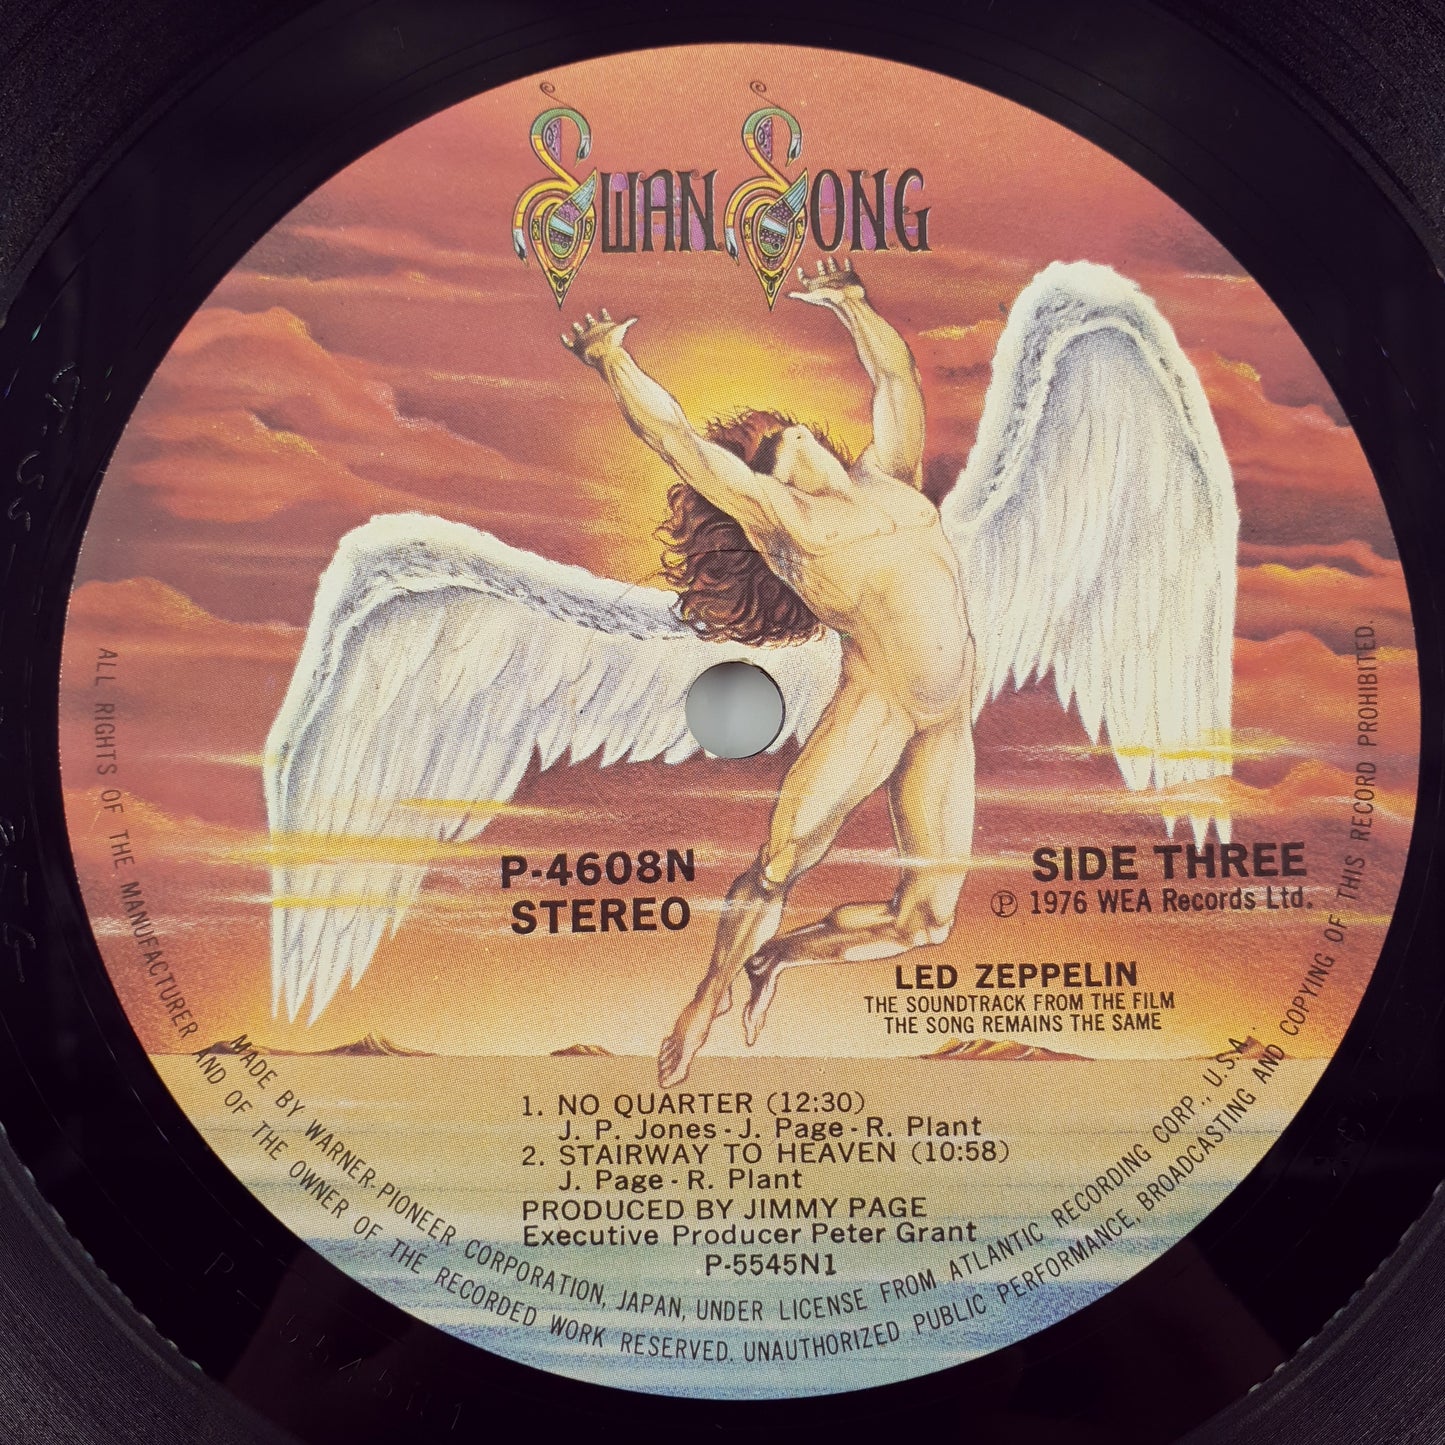 SWAN SONG
P-4608N
STEREO
SIDE THREE
Ⓟ 1976 WEA Records Ltd.
LED ZEPPELIN
THE SOUNDTRACK FROM THE FILM
THE SONG REMAINS THE SAME
1. NO QUARTER (12:30)
J. P. Jones - J. Page - R. Plant
2. STAIRWAY TO HEAVEN (10:58)
J. Page - R. Plant
PRODUCED BY JIMMY PAGE
Executive Producer Peter Grant
P-5545N1
MADE BY WARNER-PIONEER CORPORATION, JAPAN, UNDER LICENSE FROM ATLANTIC RECORDING CORP., U.S.A.
ALL RIGHTS OF THE MANUFACTURER AND OF THE OWNER OF THE RECORDED WORK RESERVED. UNAUTHORIZED PUBLIC PERFORMANCE, BROADCASTING AND COPYING OF THIS RECORD PROHIBITED.